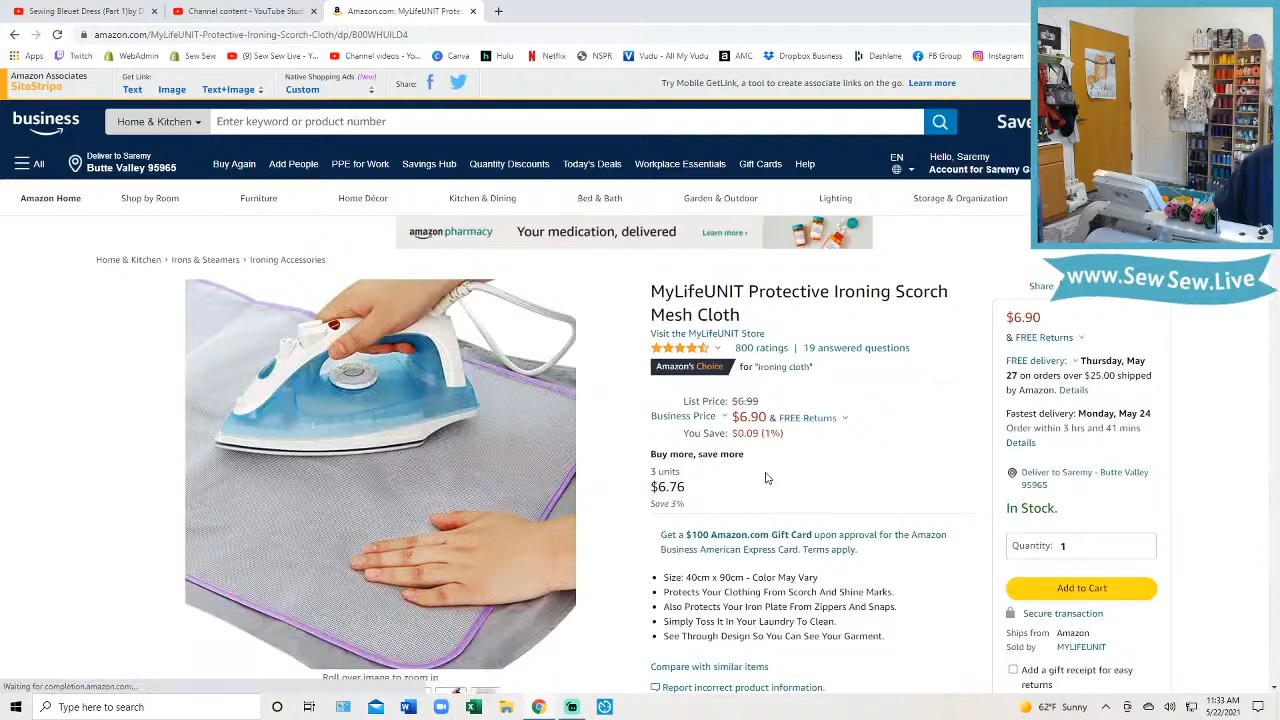 Sewing Bleuet Dress (Part 1)by D
Channel content - YouTube Studi
Amazon.com: MyLifeUNIT Protect
amazon.com/MyLifeUNIT-Protective-Ironing-Scorch-Cloth/dp/B00WHUILD4
Apps
Twitch
WebAdmin
Sew Sew
(9) Sew Sew Live - Y...
Channel videos - Yo...
Canva
Hulu
Netflix
NSPR
Vudu - All My Vudu
AMC
Dropbox Business
Dashlane
FB Group
Instagram
Amazon Associates
SiteStripe
Get Link:
Text
Image
Text+Image
Native Shopping Ads (New)
Custom
Share:
Try Mobile GetLink, a tool to create associate links on the go. Learn more
business
Home & Kitchen
Enter keyword or product name
Save
All
Deliver to Saremy
Butte Valley 95965
Buy Again
Add People
PPE for Work
Savings Hub
Quantity Discounts
Today's Deals
Workplace Essentials
Gift Cards
Help
EN
Hello, Saremy
Account for Saremy G
Amazon Home
Shop by Room
Furniture
Home Décor
Kitchen & Dining
Bed & Bath
Garden & Outdoor
Lighting
Storage & Organization
amazon pharmacy
Your medication, delivered
Learn more ›
Home & Kitchen › Irons & Steamers › Ironing Accessories
www.SewSew.Live
Share
MyLifeUNIT Protective Ironing Scorch
Mesh Cloth
Visit the MyLifeUNIT Store
800 ratings | 19 answered questions
Amazon's Choice for "ironing cloth"
List Price: $6.99
Business Price $6.90 & FREE Returns
You Save: $0.09 (1%)
Buy more, save more
3 units
$6.76
Save 3%
Get a $100 Amazon.com Gift Card upon approval for the Amazon
Business American Express Card. Terms apply.
• Size: 40cm x 90cm - Color May Vary
• Protects Your Clothing From Scorch And Shine Marks.
• Also Protects Your Iron Plate From Zippers And Snaps.
• Simply Toss It In Your Laundry To Clean.
• See Through Design So You Can See Your Garment.
Compare with similar items
Report incorrect product information.
Roll over image to zoom in
$6.90
& FREE Returns
FREE delivery: Thursday, May
27 on orders over $25.00 shipped
by Amazon. Details
Fastest delivery: Monday, May 24
Order within 3 hrs and 41 mins
Details
Deliver to Saremy - Butte Valley
95965
In Stock.
Quantity: 1
Add to Cart
Secure transaction
Ships from Amazon
Sold by MYLIFEUNIT
Add a gift receipt for easy
returns
Waiting for completion.amazon.com...
Type here to search
62°F Sunny
11:33 AM
5/22/2021